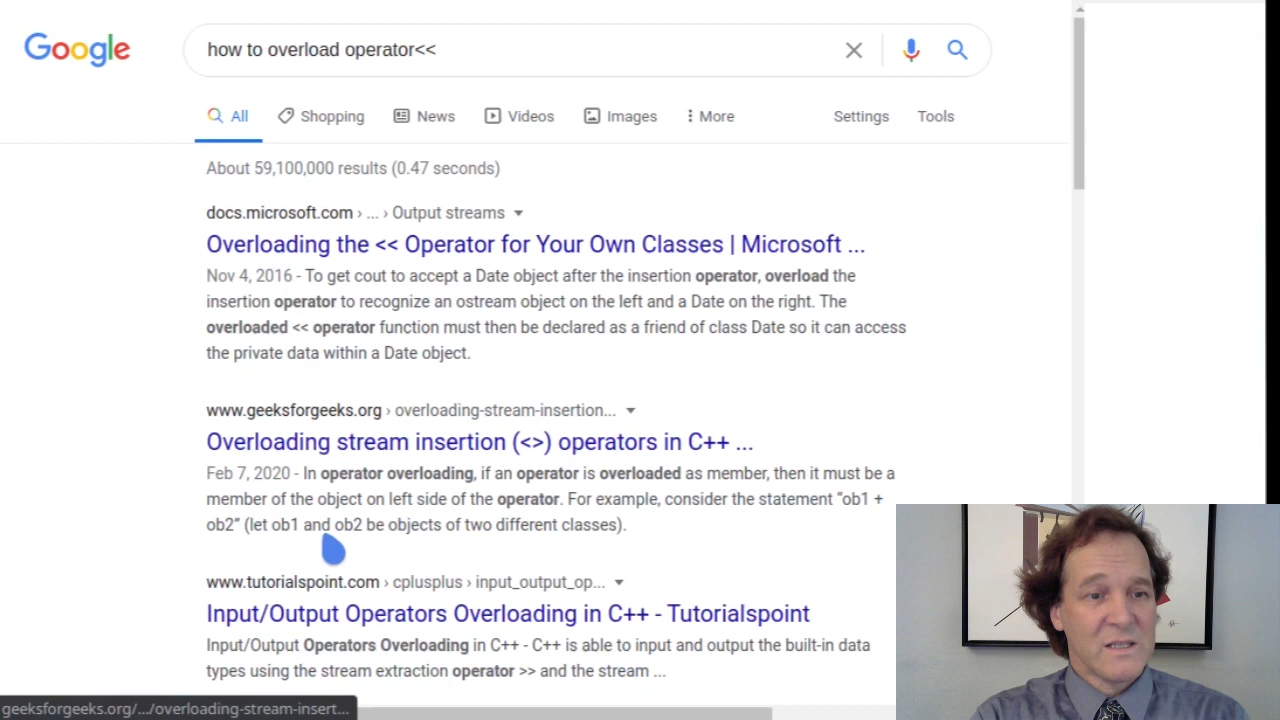 Google
how to overload operator<<
All
Shopping
News
Videos
Images
More
Settings
Tools
About 59,100,000 results (0.47 seconds)
docs.microsoft.com › ... › Output streams
Overloading the << Operator for Your Own Classes | Microsoft ...
Nov 4, 2016 - To get cout to accept a Date object after the insertion operator, overload the
insertion operator to recognize an ostream object on the left and a Date on the right. The
overloaded << operator function must then be declared as a friend of class Date so it can access
the private data within a Date object.
www.geeksforgeeks.org › overloading-stream-insertion...
Overloading stream insertion (<>) operators in C++ ...
Feb 7, 2020 - In operator overloading, if an operator is overloaded as member, then it must be a
member of the object on left side of the operator. For example, consider the statement “ob1 +
ob2” (let ob1 and ob2 be objects of two different classes).
www.tutorialspoint.com › cplusplus › input_output_op...
Input/Output Operators Overloading in C++ - Tutorialspoint
Input/Output Operators Overloading in C++ - C++ is able to input and output the built-in data
types using the stream extraction operator >> and the stream ...
geeksforgeeks.org/.../overloading-stream-insert...